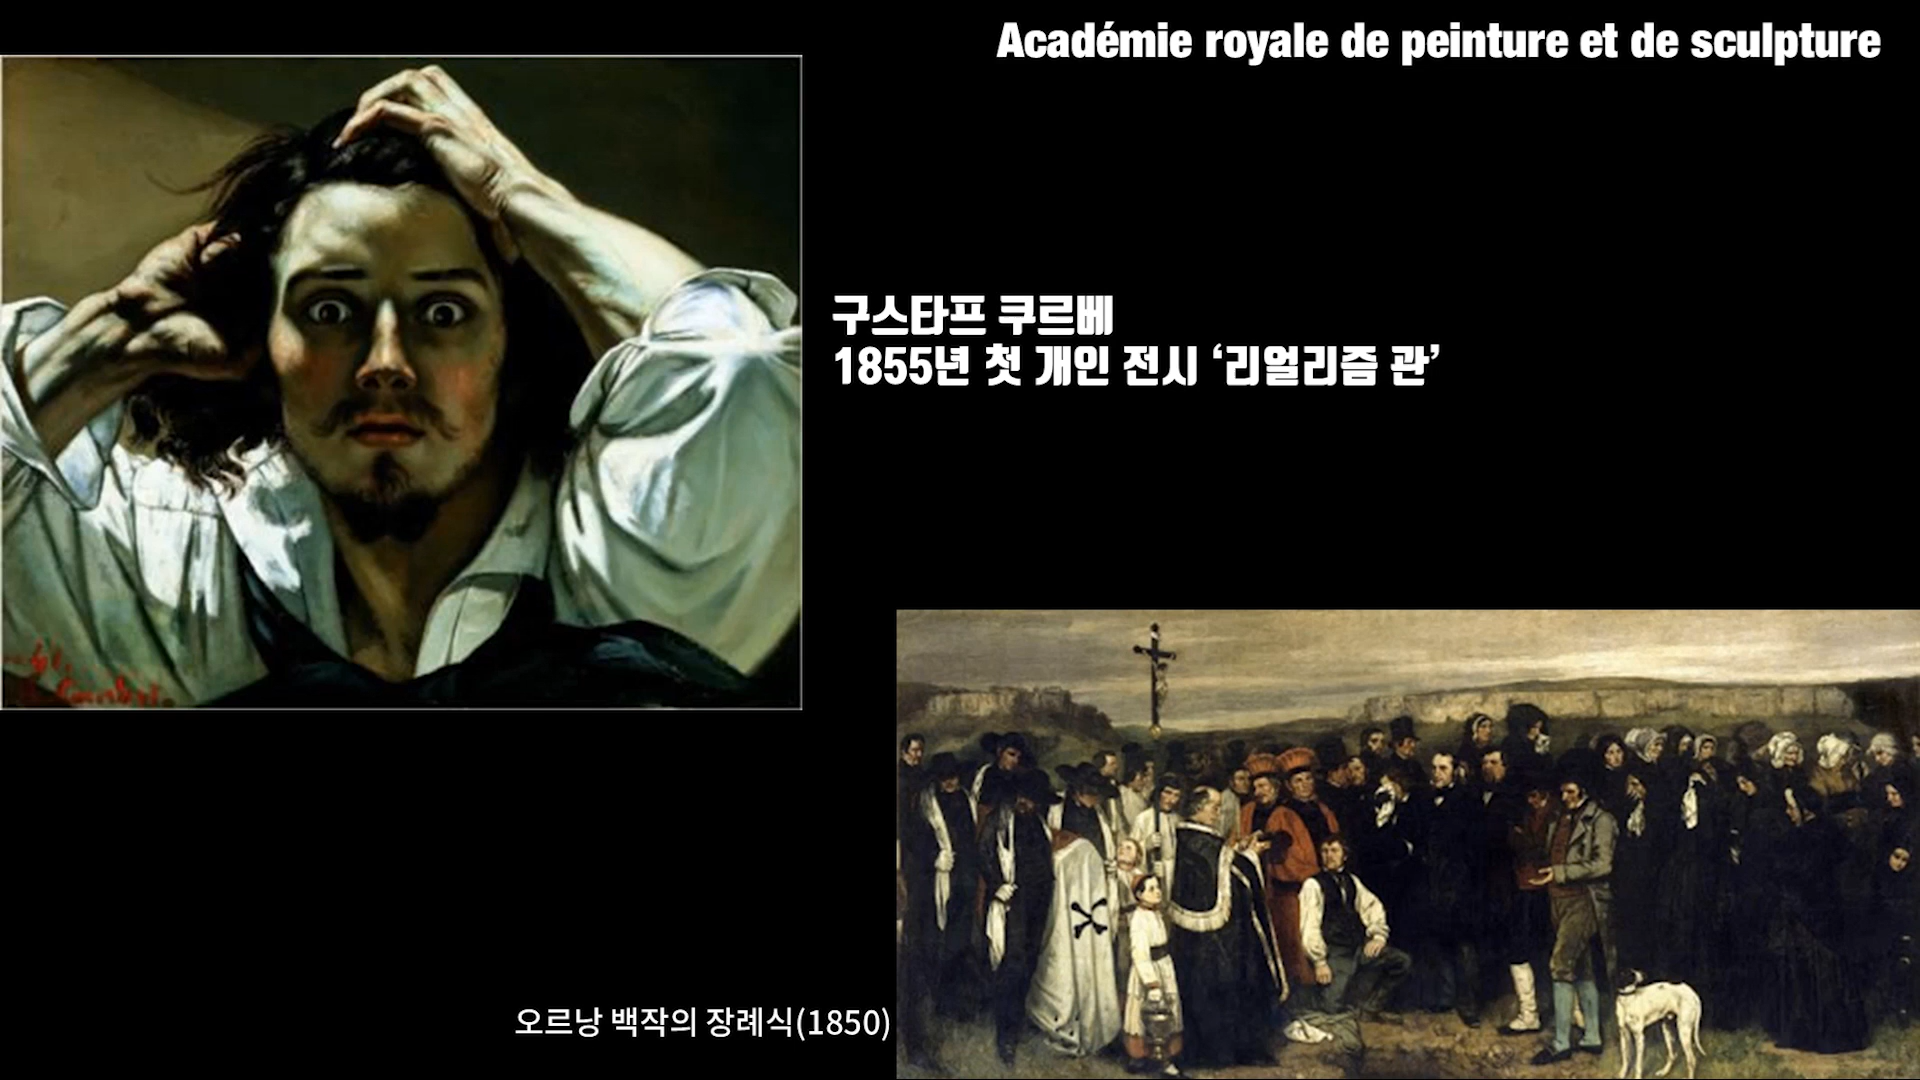 Académie royale de peinture et de sculpture
구스타프 쿠르베
1855년 첫 개인 전시 ‘리얼리즘 관’
오르낭 백작의 장례식(1850)